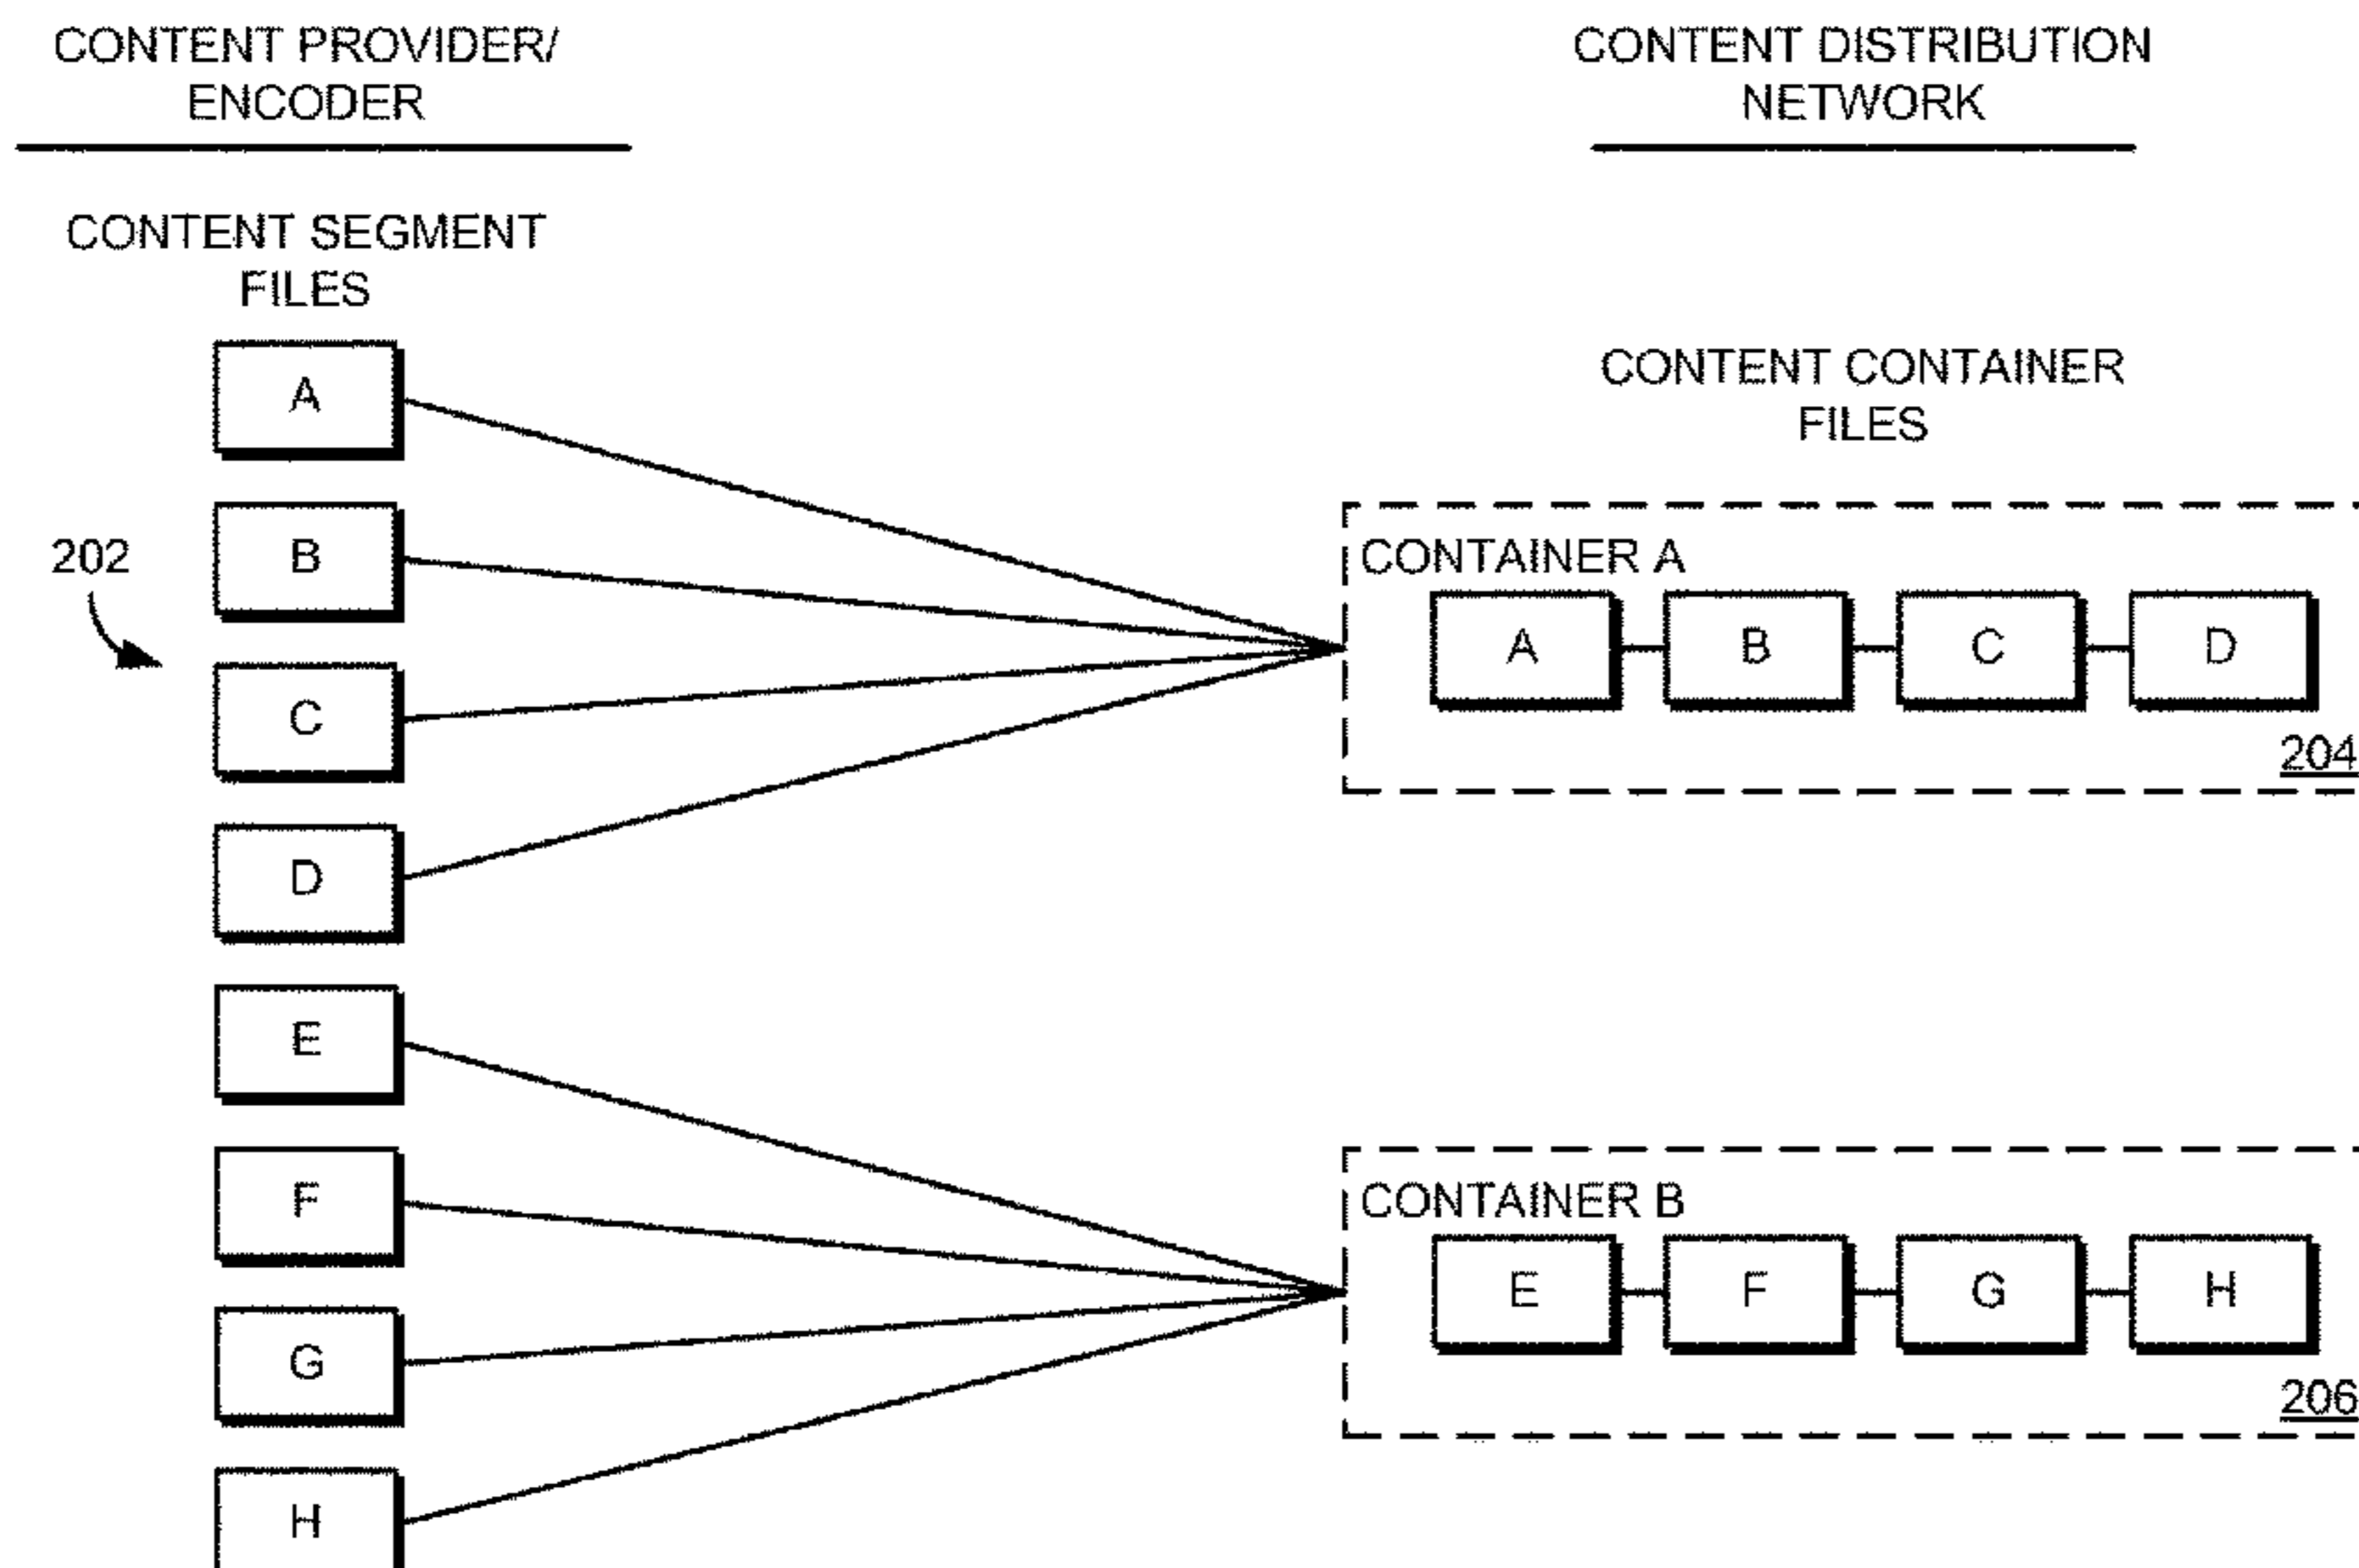 CONTENT PROVIDER/
ENCODER
CONTENT DISTRIBUTION
NETWORK
CONTENT SEGMENT
FILES
A
B
202
C
D
E
F
G
H
CONTENT CONTAINER
FILES
CONTAINER A
A
B
C
D
204
CONTAINER B
E
F
G
H
206